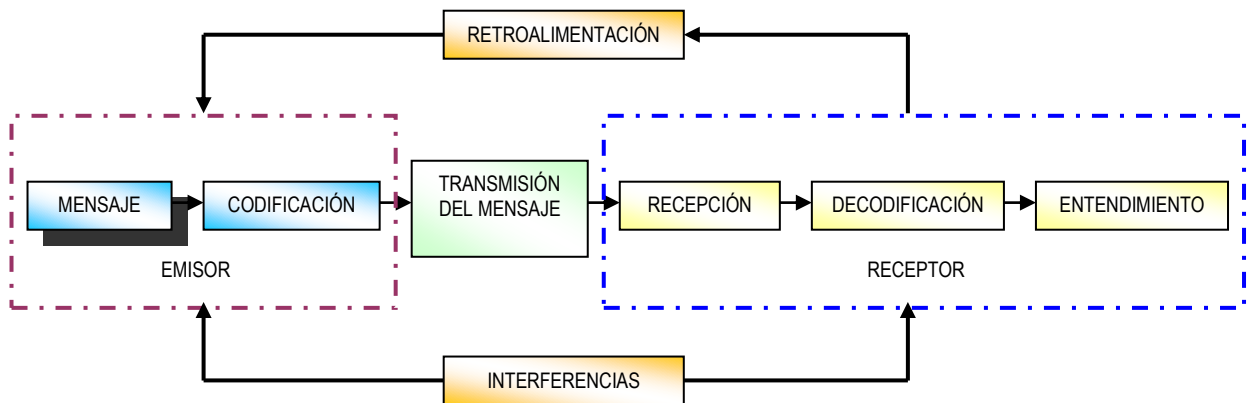 RETROALIMENTACIÓN
MENSAJE
CODIFICACIÓN
TRANSMISIÓN
DEL MENSAJE
RECEPCIÓN
DECODIFICACIÓN
ENTENDIMIENTO
EMISOR
RECEPTOR
INTERFERENCIAS